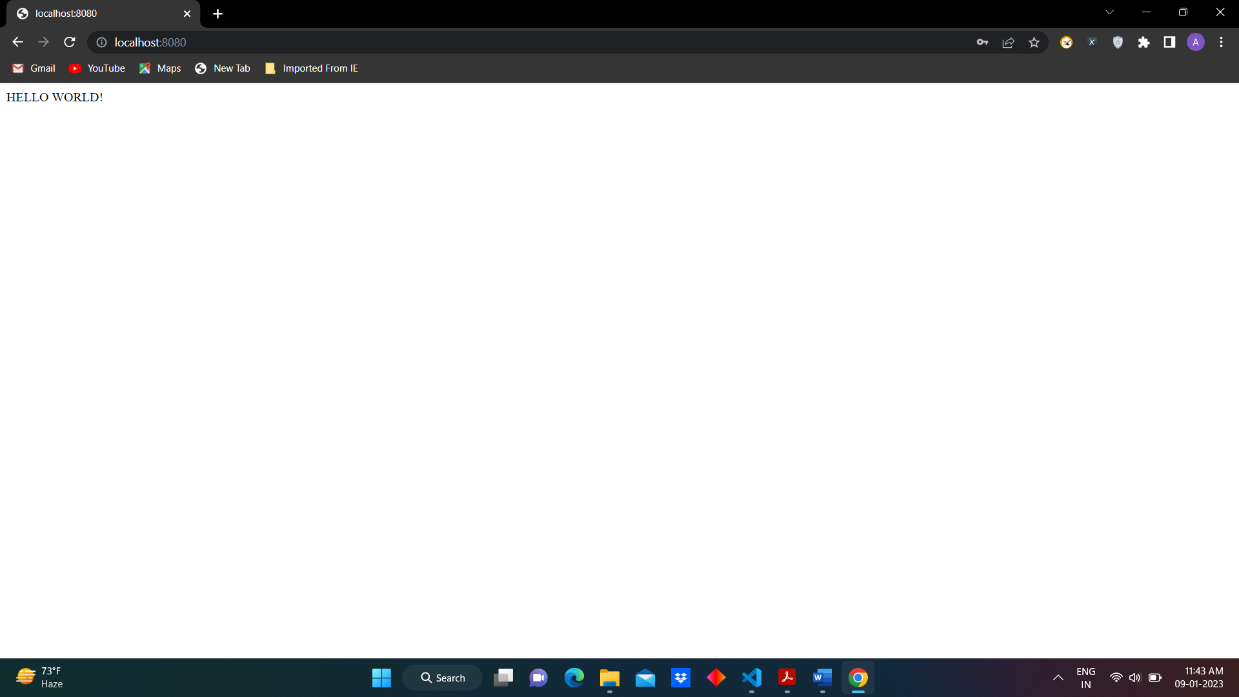 localhost:8080
localhost:8080
A
Gmail YouTube Maps New Tab Imported From IE
HELLO WORLD!
73°F
Haze
Search
ENG
IN
11:43 AM
09-01-2023